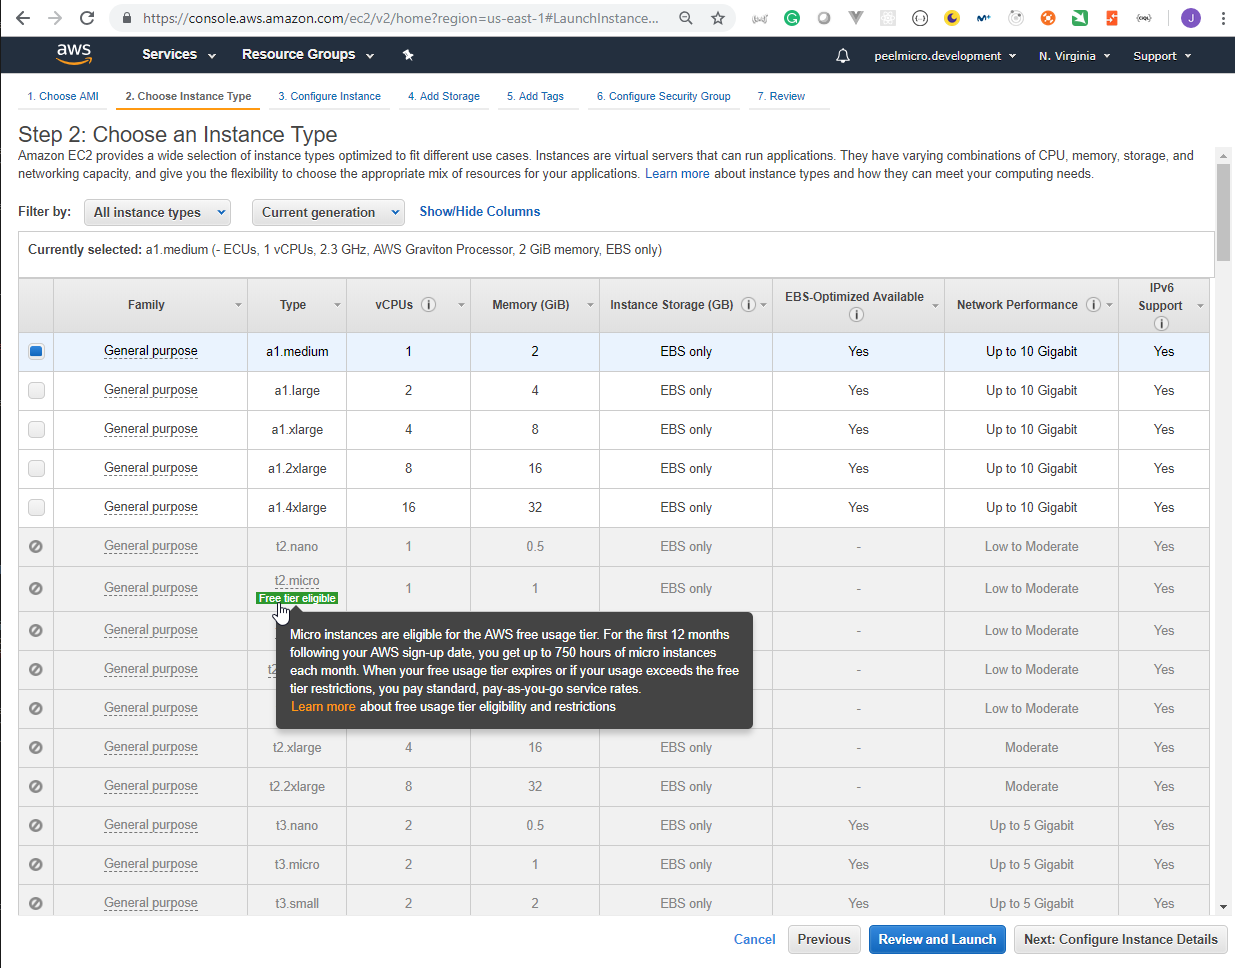 https://console.aws.amazon.com/ec2/v2/home?region=us-east-1#LaunchInstance...
J
aws
Services
Resource Groups
peelmicro.development
N. Virginia
Support
1. Choose AMI
2. Choose Instance Type
3. Configure Instance
4. Add Storage
5. Add Tags
6. Configure Security Group
7. Review
Step 2: Choose an Instance Type
Amazon EC2 provides a wide selection of instance types optimized to fit different use cases. Instances are virtual servers that can run applications. They have varying combinations of CPU, memory, storage, and
networking capacity, and give you the flexibility to choose the appropriate mix of resources for your applications. Learn more about instance types and how they can meet your computing needs.
Filter by: All instance types Current generation Show/Hide Columns
Currently selected: a1.medium (- ECUs, 1 vCPUs, 2.3 GHz, AWS Graviton Processor, 2 GiB memory, EBS only)
Family Type vCPUs Memory (GiB) Instance Storage (GB) EBS-Optimized Available Network Performance IPv6 Support
General purpose a1.medium 1 2 EBS only Yes Up to 10 Gigabit Yes
General purpose a1.large 2 4 EBS only Yes Up to 10 Gigabit Yes
General purpose a1.xlarge 4 8 EBS only Yes Up to 10 Gigabit Yes
General purpose a1.2xlarge 8 16 EBS only Yes Up to 10 Gigabit Yes
General purpose a1.4xlarge 16 32 EBS only Yes Up to 10 Gigabit Yes
General purpose t2.nano 1 0.5 EBS only - Low to Moderate Yes
General purpose t2.micro 1 1 EBS only - Low to Moderate Yes
Free tier eligible
General purpose - Low to Moderate Yes
General purpose - Low to Moderate Yes
General purpose - Low to Moderate Yes
Micro instances are eligible for the AWS free usage tier. For the first 12 months
following your AWS sign-up date, you get up to 750 hours of micro instances
each month. When your free usage tier expires or if your usage exceeds the free
tier restrictions, you pay standard, pay-as-you-go service rates.
Learn more about free usage tier eligibility and restrictions
General purpose t2.xlarge 4 16 EBS only - Moderate Yes
General purpose t2.2xlarge 8 32 EBS only - Moderate Yes
General purpose t3.nano 2 0.5 EBS only Yes Up to 5 Gigabit Yes
General purpose t3.micro 2 1 EBS only Yes Up to 5 Gigabit Yes
General purpose t3.small 2 2 EBS only Yes Up to 5 Gigabit Yes
Cancel
Previous
Review and Launch
Next: Configure Instance Details